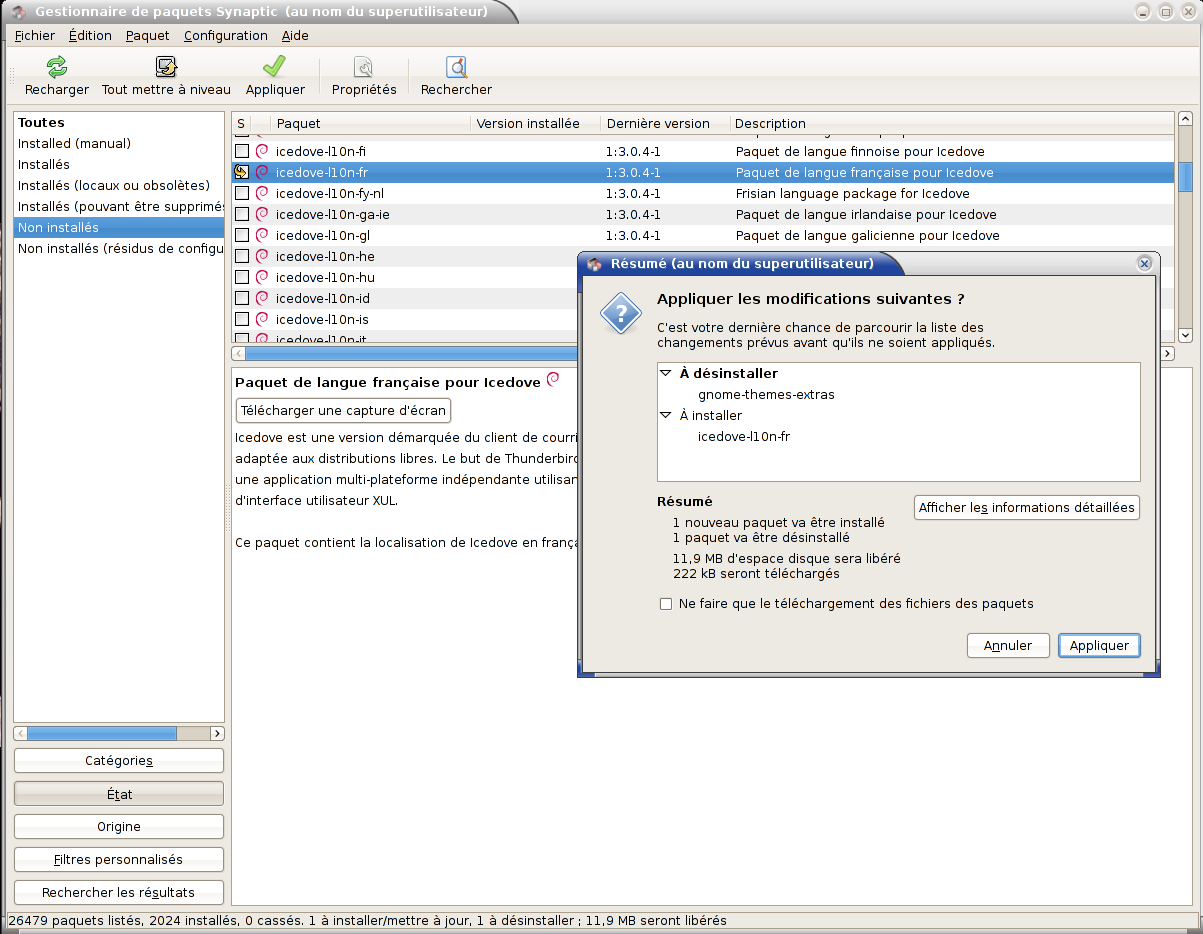 Gestionnaire de paquets Synaptic (au nom du superutilisateur)
Fichier Édition Paquet Configuration Aide
Recharger Tout mettre à niveau Appliquer Propriétés Rechercher
Toutes
Installed (manual)
Installés
Installés (locaux ou obsolètes)
Installés (pouvant être supprimés
Non installés
Non installés (résidus de configu
S Paquet Version installée Dernière version Description
icedove-l10n-fi 1:3.0.4-1 Paquet de langue finnoise pour Icedove
icedove-l10n-fr 1:3.0.4-1 Paquet de langue française pour Icedove
icedove-l10n-fy-nl 1:3.0.4-1 Frisian language package for Icedove
icedove-l10n-ga-ie 1:3.0.4-1 Paquet de langue irlandaise pour Icedove
icedove-l10n-gl 1:3.0.4-1 Paquet de langue galicienne pour Icedove
icedove-l10n-he
icedove-l10n-hu
icedove-l10n-id
icedove-l10n-is
icedove-l10n-it
Paquet de langue française pour Icedove
Télécharger une capture d'écran
Icedove est une version démarquée du client de courri
adaptée aux distributions libres. Le but de Thunderbird
une application multi-plateforme indépendante utilisan
d'interface utilisateur XUL.
Ce paquet contient la localisation de Icedove en frança
Résumé (au nom du superutilisateur)
Appliquer les modifications suivantes ?
C'est votre dernière chance de parcourir la liste des
changements prévus avant qu'ils ne soient appliqués.
À désinstaller
gnome-themes-extras
À installer
icedove-l10n-fr
Résumé
Afficher les informations détaillées
1 nouveau paquet va être installé
1 paquet va être désinstallé
11,9 MB d'espace disque sera libéré
222 kB seront téléchargés
Ne faire que le téléchargement des fichiers des paquets
Annuler Appliquer
Catégories
État
Origine
Filtres personnalisés
Rechercher les résultats
26479 paquets listés, 2024 installés, 0 cassés. 1 à installer/mettre à jour, 1 à désinstaller ; 11,9 MB seront libérés